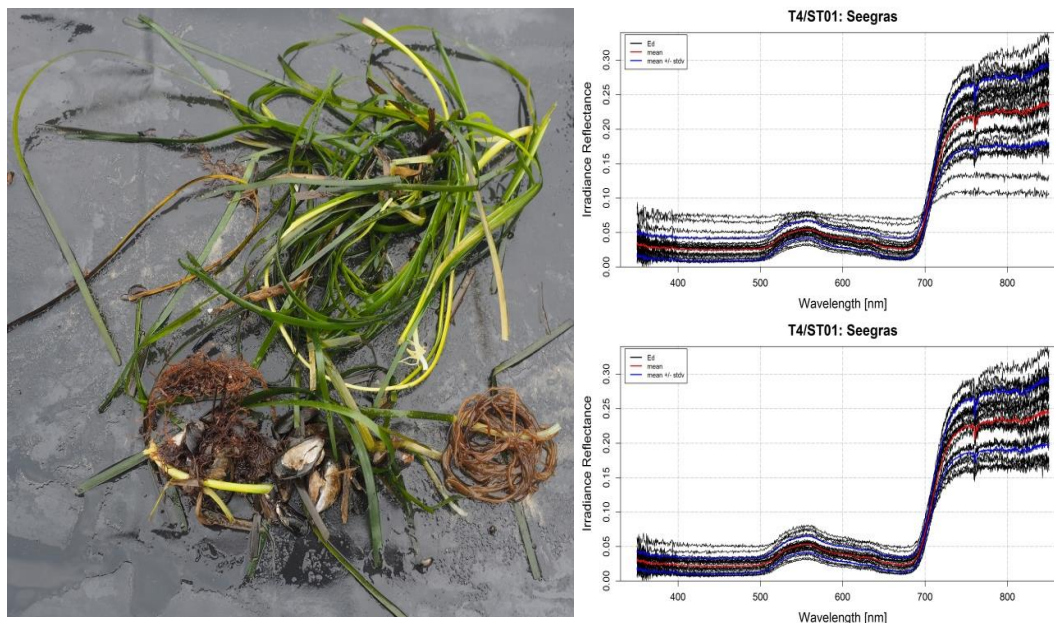 T4/ST01: Seegras
Ed
mean
mean +/- stdv
Irradiance Reflectance
0.30
0.25
0.20
0.15
0.10
0.05
0.00
400 500 600 700 800
Wavelength [nm]
T4/ST01: Seegras
Ed
mean
mean +/- stdv
Irradiance Reflectance
0.30
0.25
0.20
0.15
0.10
0.05
0.00
400 500 600 700 800
Wavelength [nm]